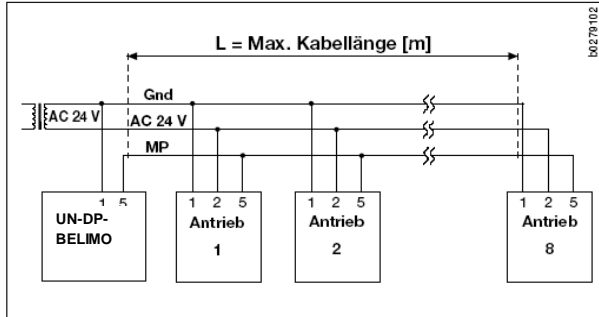 b0279102
L = Max. Kabellänge [m]
Gnd
AC 24 V
AC 24 V
MP
1 5
1 2 5
1 2 5
1 2 5
UN-DP-
BELIMO
Antrieb
1
Antrieb
2
Antrieb
8